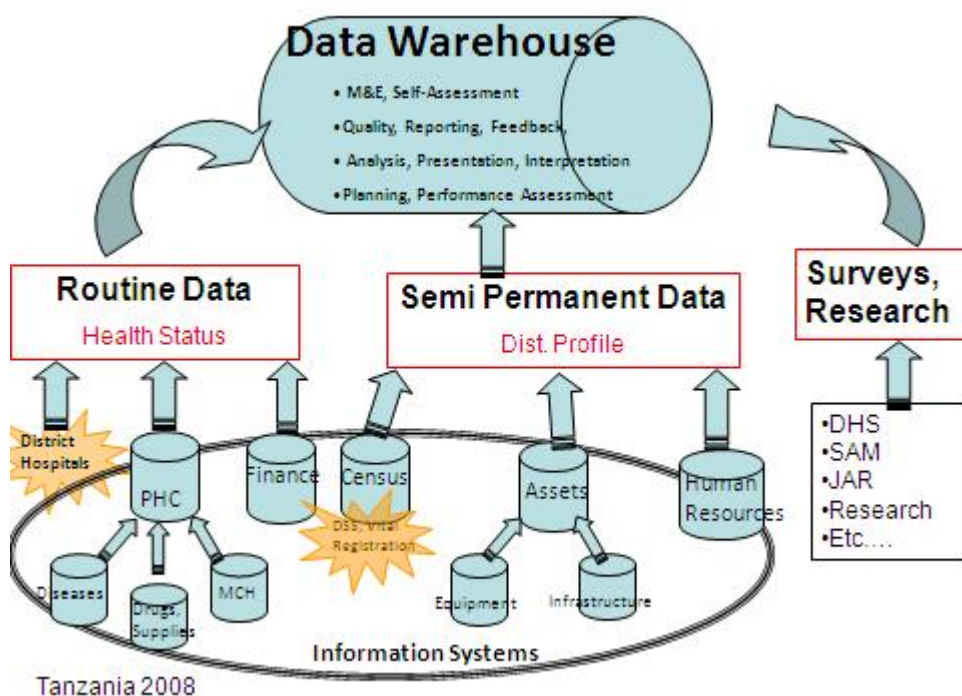 Data Warehouse
• M&E, Self-Assessment
•Quality, Reporting, Feedback,
• Analysis, Presentation, Interpretation
•Planning, Performance Assessment
Routine Data
Health Status
Semi Permanent Data
Dist. Profile
Surveys,
Research
District
Hospitals
PHC
Finance
Census
DSS, Vital
Registration
Assets
Human
Resources
•DHS
•SAM
•JAR
•Research
•Etc....
Diseases
Drugs,
Supplies
MCH
Equipment
Infrastructure
Information Systems
Tanzania 2008